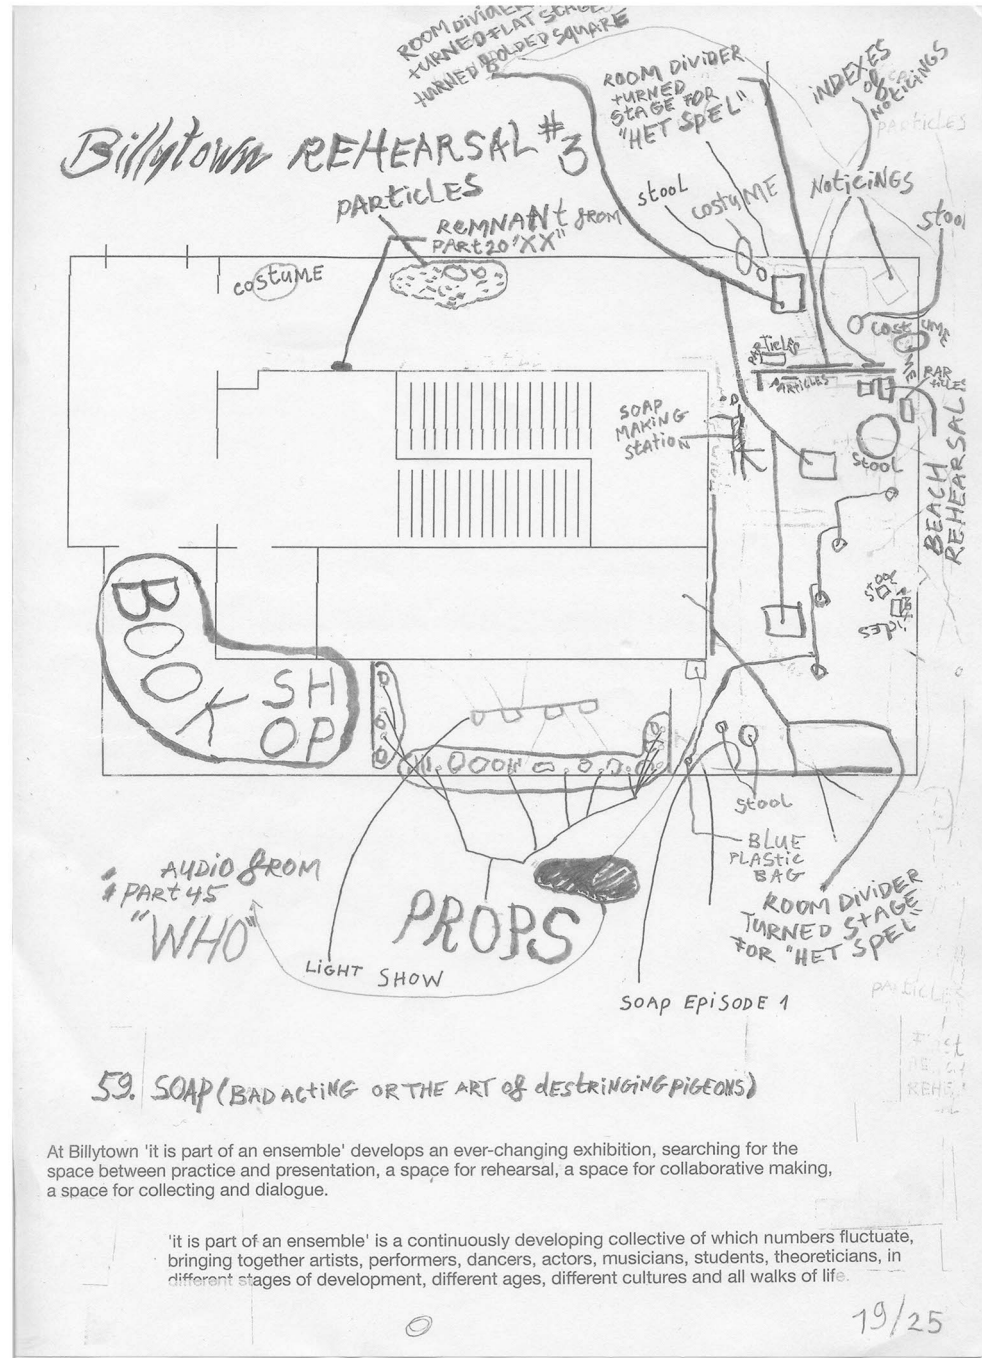 ROOM DIVIDER
TURNED FLAT STAGE
TURNED FOLDED SQUARE
ROOM DIVIDER
TURNED
STAGE FOR
"HET SPEL"
INDEXES
OF
NOTICINGS
PARTICLES
Billytown REHEARSAL #3
PARTICLES
REMNANT FROM
PART 20 'XX"
stool
COSTUME
NOTICINGS
stool
COSTUME
COSTUME
PARTICLES
PARTICLES
PARTICLES
SOAP
MAKING
STATION
STOOL
BEACH
REHEARSAL
STOOL
BOOK
SHOP
stool
AUDIO FROM
PART 45
"WHO"
PROPS
BLUE
PLASTIC
BAG
ROOM DIVIDER
TURNED STAGE
FOR "HET SPEL"
LIGHT SHOW
SOAP EPISODE 1
PARTICLES
59. SOAP (BAD ACTING OR THE ART OF DESTRINGING PIGEONS)
At Billytown 'it is part of an ensemble' develops an ever-changing exhibition, searching for the
space between practice and presentation, a space for rehearsal, a space for collaborative making,
a space for collecting and dialogue.
'it is part of an ensemble' is a continuously developing collective of which numbers fluctuate,
bringing together artists, performers, dancers, actors, musicians, students, theoreticians, in
different stages of development, different ages, different cultures and all walks of life.
19/25